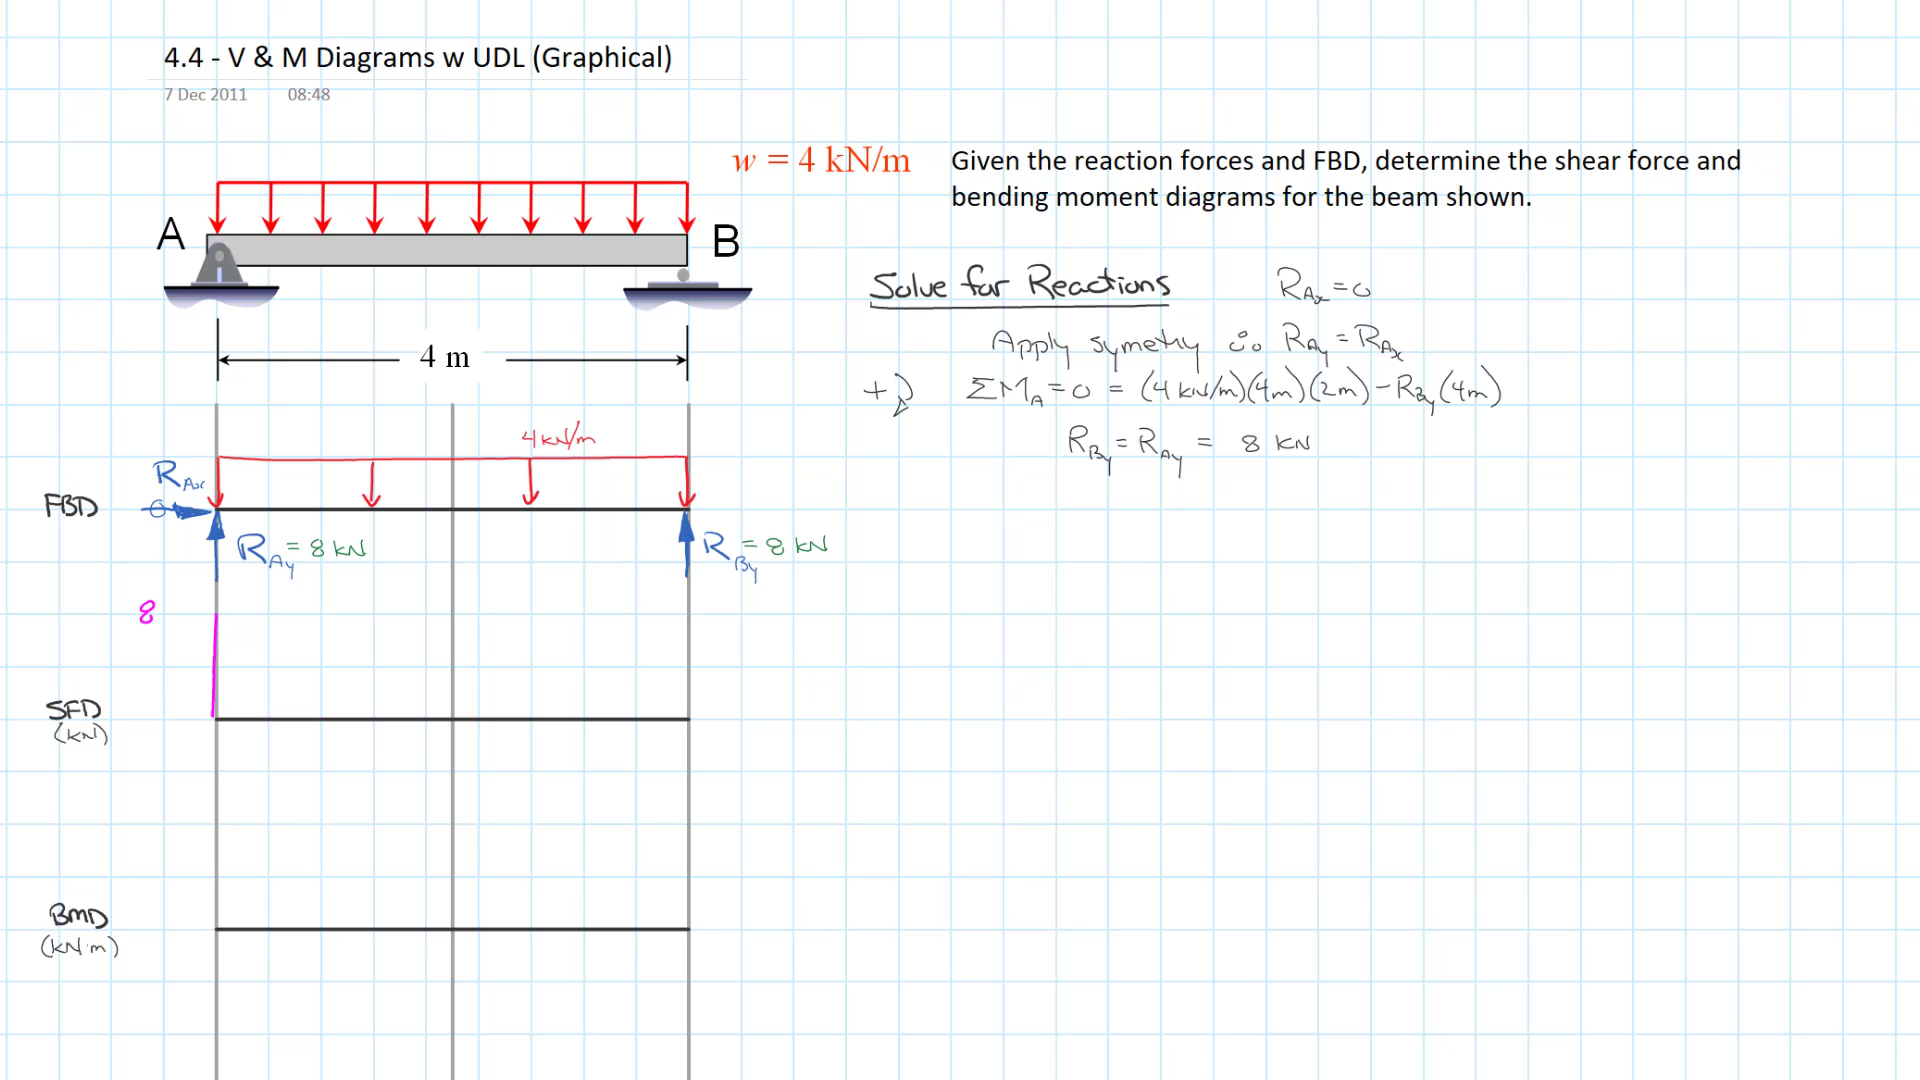 4.4 - V & M Diagrams w UDL (Graphical)
7 Dec 2011 08:48
w = 4 kN/m
Given the reaction forces and FBD, determine the shear force and
bending moment diagrams for the beam shown.
A
B
4 m
Solve for Reactions
R_Ax = 0
Apply symetry ∴ R_Ay = R_Ax
+ ΣM_A = 0 = (4 kN/m)(4m)(2m) - R_By (4m)
R_By = R_Ay = 8 kN
4 kN/m
R_Ax
0
FBD
R_Ay = 8 kN
R_By = 8 kN
8
SFD
(kN)
BMD
(kN·m)